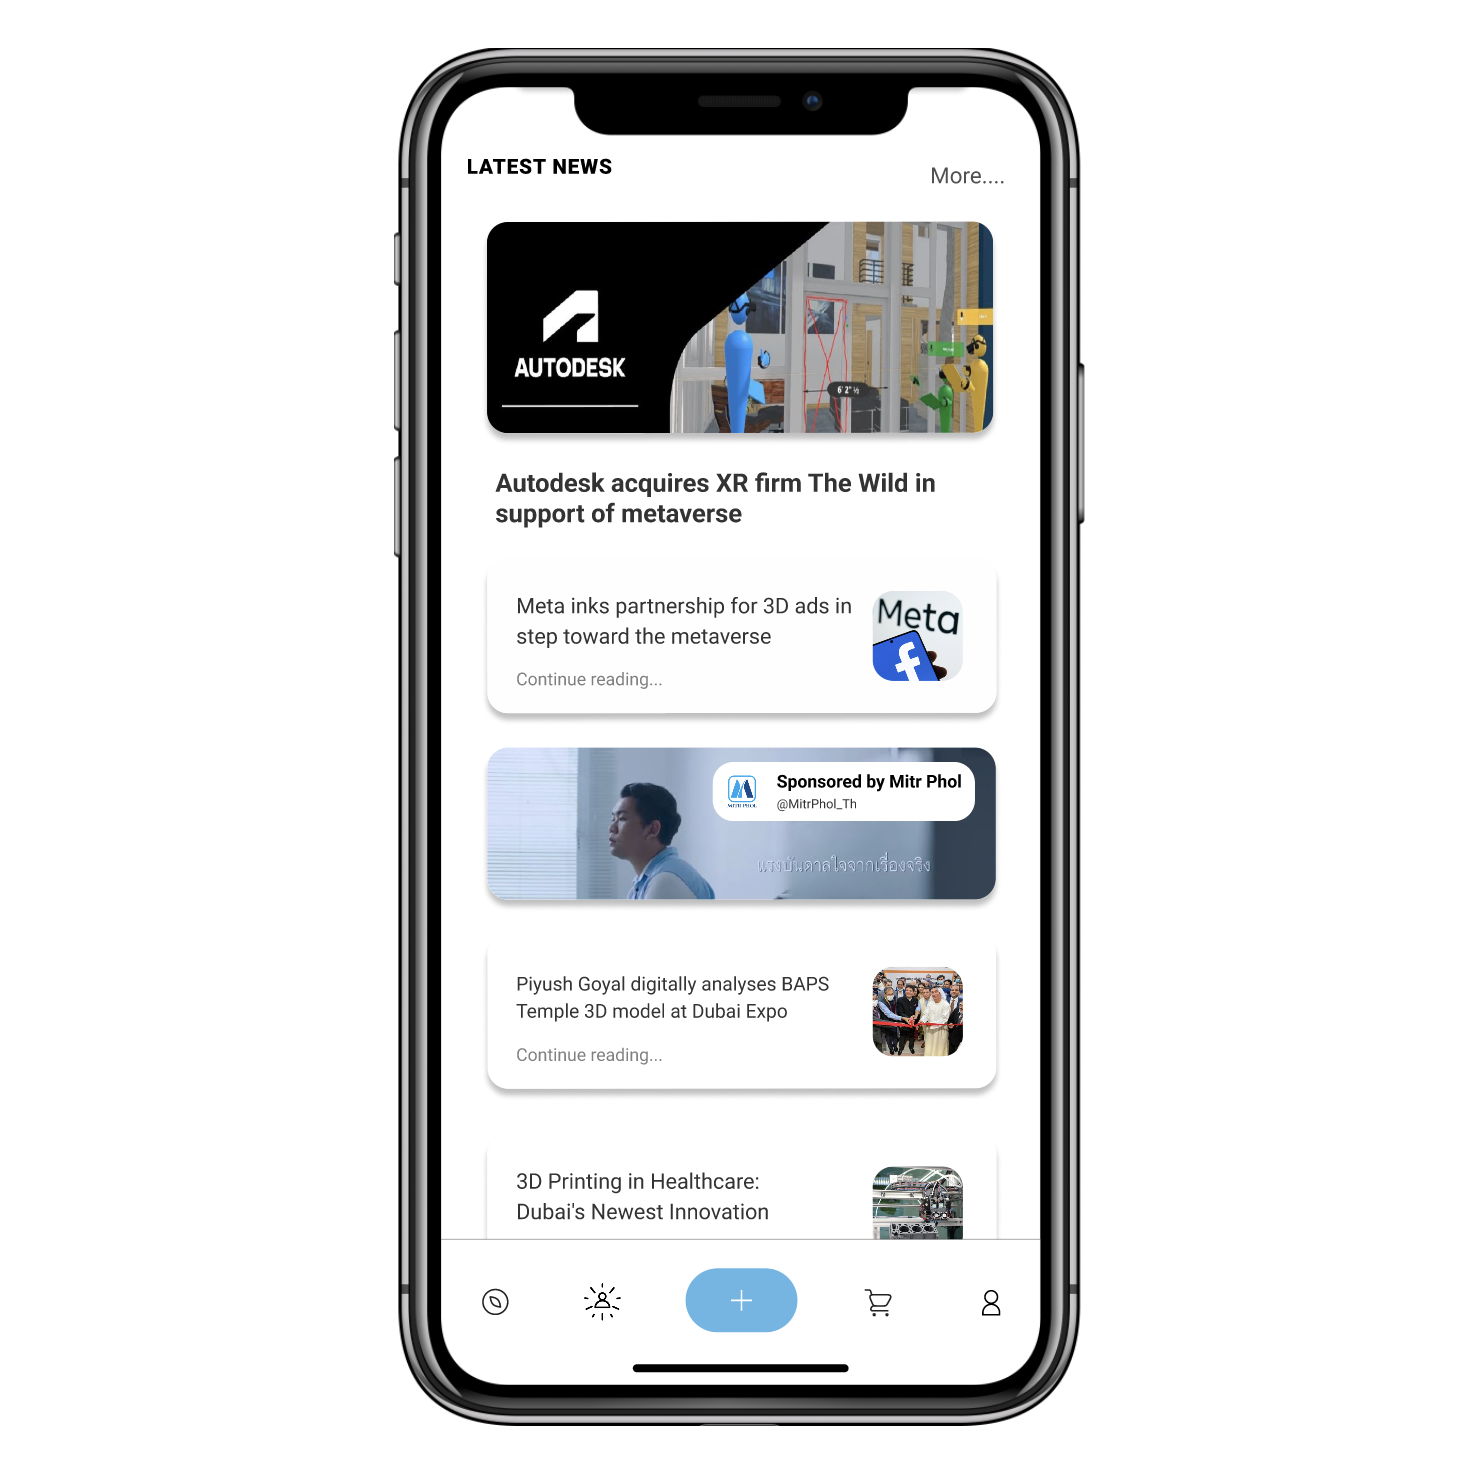 LATEST NEWS
More....
AUTODESK
6' 2" ½
Autodesk acquires XR firm The Wild in
support of metaverse
Meta inks partnership for 3D ads in
step toward the metaverse
Continue reading...
Meta
f
Sponsored by Mitr Phol
@MitrPhol_Th
MITR PHOL
แรงบันดาลใจจากเรื่องจริง
Piyush Goyal digitally analyses BAPS
Temple 3D model at Dubai Expo
Continue reading...
3D Printing in Healthcare:
Dubai's Newest Innovation